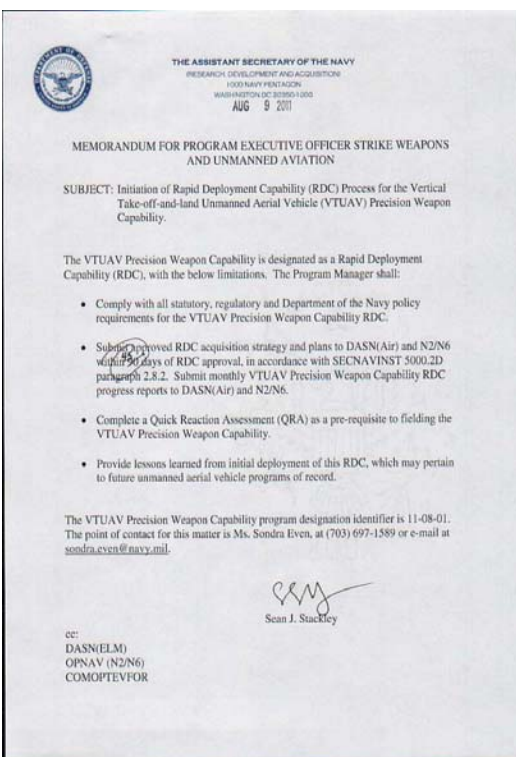 THE ASSISTANT SECRETARY OF THE NAVY
(RESEARCH, DEVELOPMENT AND ACQUISITION)
1000 NAVY PENTAGON
WASHINGTON DC 20350-1000
AUG 9 2011
MEMORANDUM FOR PROGRAM EXECUTIVE OFFICER STRIKE WEAPONS
AND UNMANNED AVIATION
SUBJECT: Initiation of Rapid Deployment Capability (RDC) Process for the Vertical
Take-off-and-land Unmanned Aerial Vehicle (VTUAV) Precision Weapon
Capability.
The VTUAV Precision Weapon Capability is designated as a Rapid Deployment
Capability (RDC), with the below limitations. The Program Manager shall:
• Comply with all statutory, regulatory and Department of the Navy policy
requirements for the VTUAV Precision Weapon Capability RDC.
• Submit approved RDC acquisition strategy and plans to DASN(Air) and N2/N6
within days of RDC approval, in accordance with SECNAVINST 5000.2D
paragraph 2.8.2. Submit monthly VTUAV Precision Weapon Capability RDC
progress reports to DASN(Air) and N2/N6.
• Complete a Quick Reaction Assessment (QRA) as a pre-requisite to fielding the
VTUAV Precision Weapon Capability.
• Provide lessons learned from initial deployment of this RDC, which may pertain
to future unmanned aerial vehicle programs of record.
The VTUAV Precision Weapon Capability program designation identifier is 11-08-01.
The point of contact for this matter is Ms. Sondra Even, at (703) 697-1589 or e-mail at
sondra.even@navy.mil.
Sean J. Stackley
cc:
DASN(ELM)
OPNAV (N2/N6)
COMOPTEVFOR